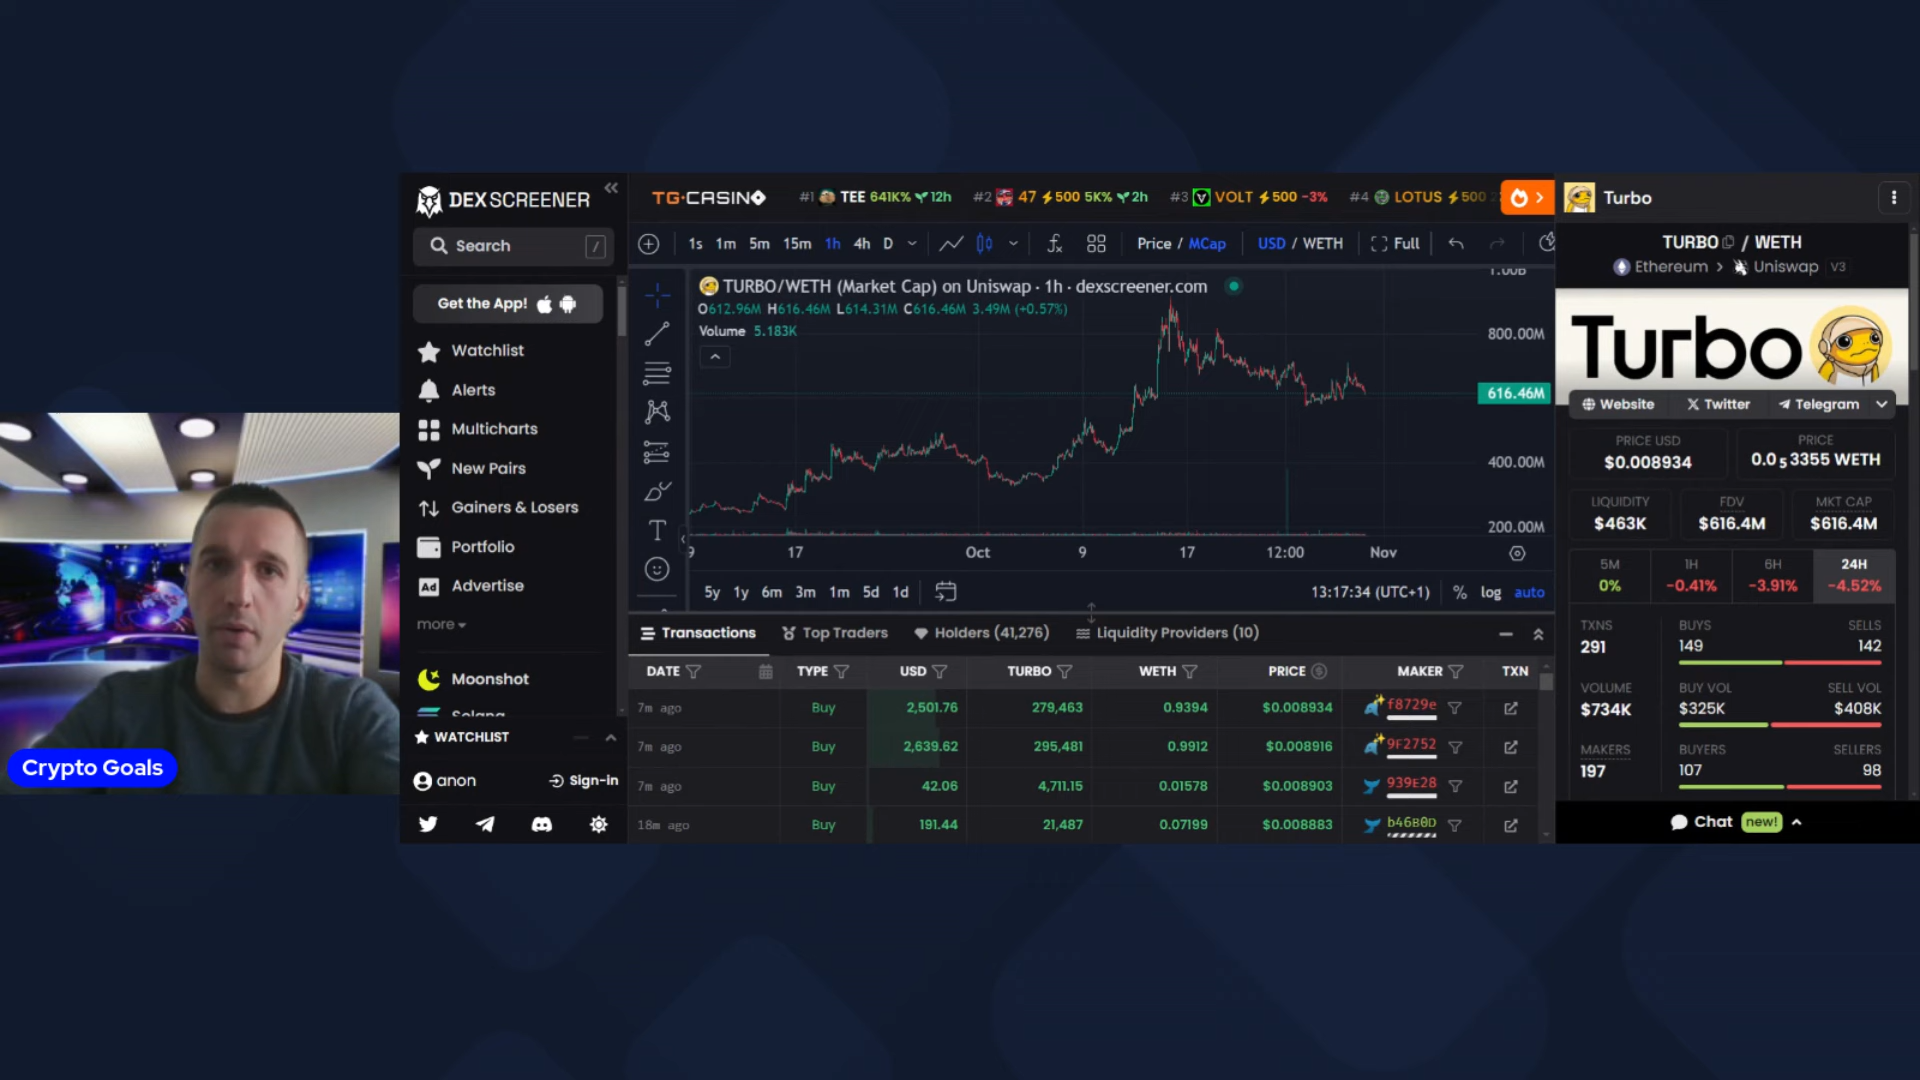 DEX SCREENER
Search /
Get the App!
Watchlist
Alerts
Multicharts
New Pairs
Gainers & Losers
Portfolio
Ad Advertise
more
Moonshot
Solana
WATCHLIST
anon Sign-in
Crypto Goals
TG.CASINO #1 TEE 641K% 12h #2 47 500 5K% 2h #3 VOLT 500 -3% #4 LOTUS 500
1s 1m 5m 15m 1h 4h D Price / MCap USD / WETH Full
TURBO/WETH (Market Cap) on Uniswap · 1h · dexscreener.com
O612.96M H616.46M L614.31M C616.46M 3.49M (+0.57%)
Volume 5.183K
1.00B
800.00M
616.46M
400.00M
200.00M
9 17 Oct 9 17 12:00 Nov
5y 1y 6m 3m 1m 5d 1d 13:17:34 (UTC+1) % log auto
Transactions Top Traders Holders (41,276) Liquidity Providers (10)
DATE TYPE USD TURBO WETH PRICE MAKER TXN
7m ago Buy 2,501.76 279,463 0.9394 $0.008934 f8729e
7m ago Buy 2,639.62 295,481 0.9912 $0.008916 9F2752
7m ago Buy 42.06 4,711.15 0.01578 $0.008903 939E28
18m ago Buy 191.44 21,487 0.07199 $0.008883 b46B0D
Turbo
TURBO / WETH
Ethereum > Uniswap V3
Turbo
Website Twitter Telegram
PRICE USD PRICE
$0.008934 0.0₅3355 WETH
LIQUIDITY FDV MKT CAP
$463K $616.4M $616.4M
5M 1H 6H 24H
0% -0.41% -3.91% -4.52%
TXNS BUYS SELLS
291 149 142
VOLUME BUY VOL SELL VOL
$734K $325K $408K
MAKERS BUYERS SELLERS
197 107 98
Chat new!